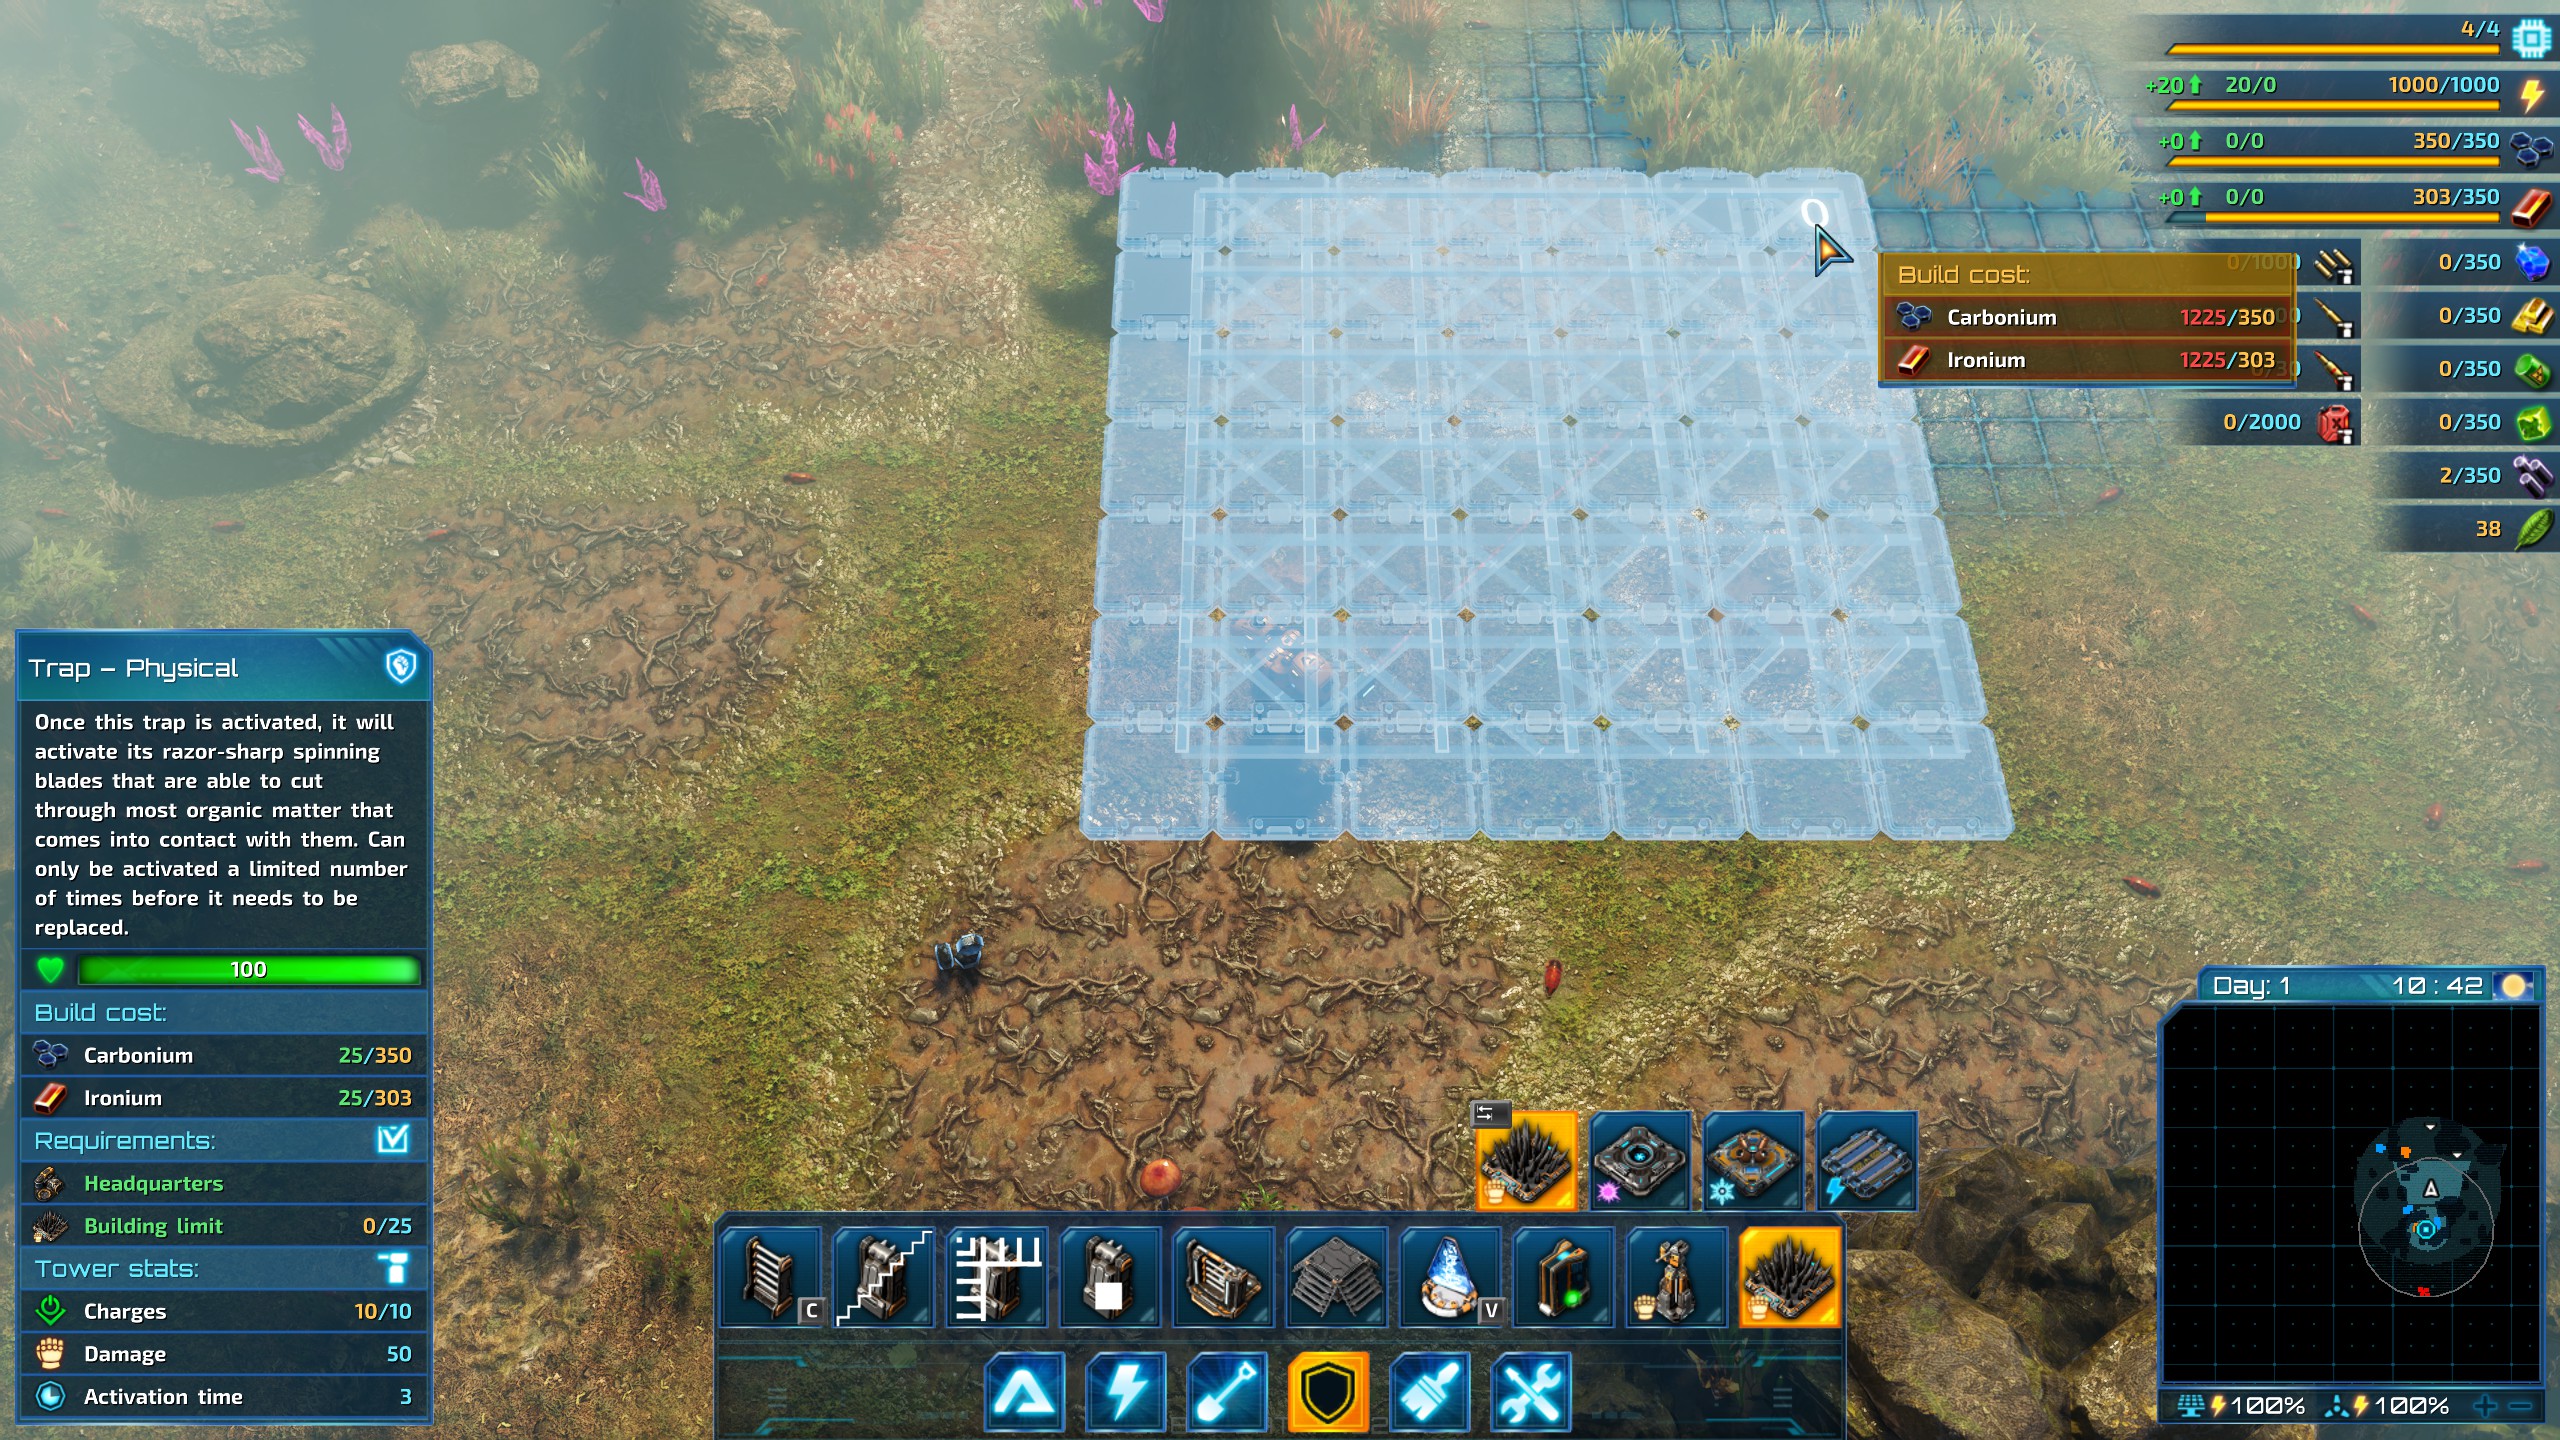 4/4
+20 20/0 1000/1000
+0 0/0 350/350
+0 0/0 303/350
0/350
0/350
0/350
0/2000 0/350
2/350
38
Build cost:
Carbonium 1225/350
Ironium 1225/303
Trap – Physical
Once this trap is activated, it will
activate its razor-sharp spinning
blades that are able to cut
through most organic matter that
comes into contact with them. Can
only be activated a limited number
of times before it needs to be
replaced.
100
Build cost:
Carbonium 25/350
Ironium 25/303
Requirements:
Headquarters
Building limit 0/25
Tower stats:
Charges 10/10
Damage 50
Activation time 3
C
V
Day: 1 10:42
100% 100%